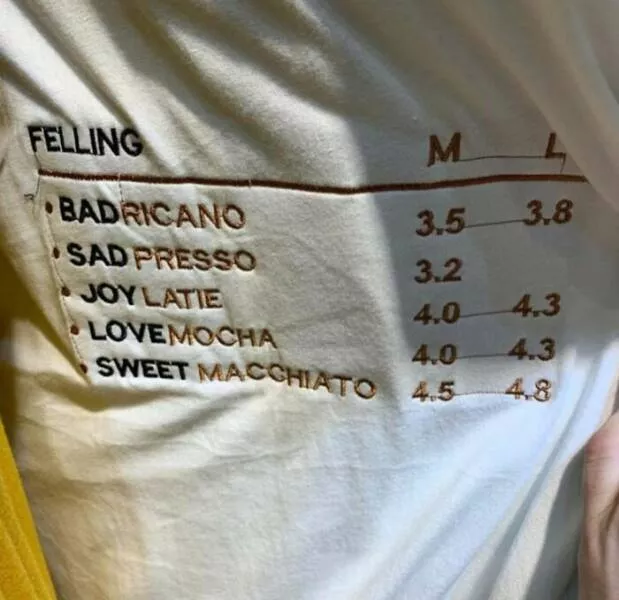 FELLING M L
• BADRICANO 3.5 3.8
• SAD PRESSO 3.2
• JOY LATIE 4.0 4.3
• LOVE MOCHA 4.0 4.3
• SWEET MACCHIATO 4.5 4.8